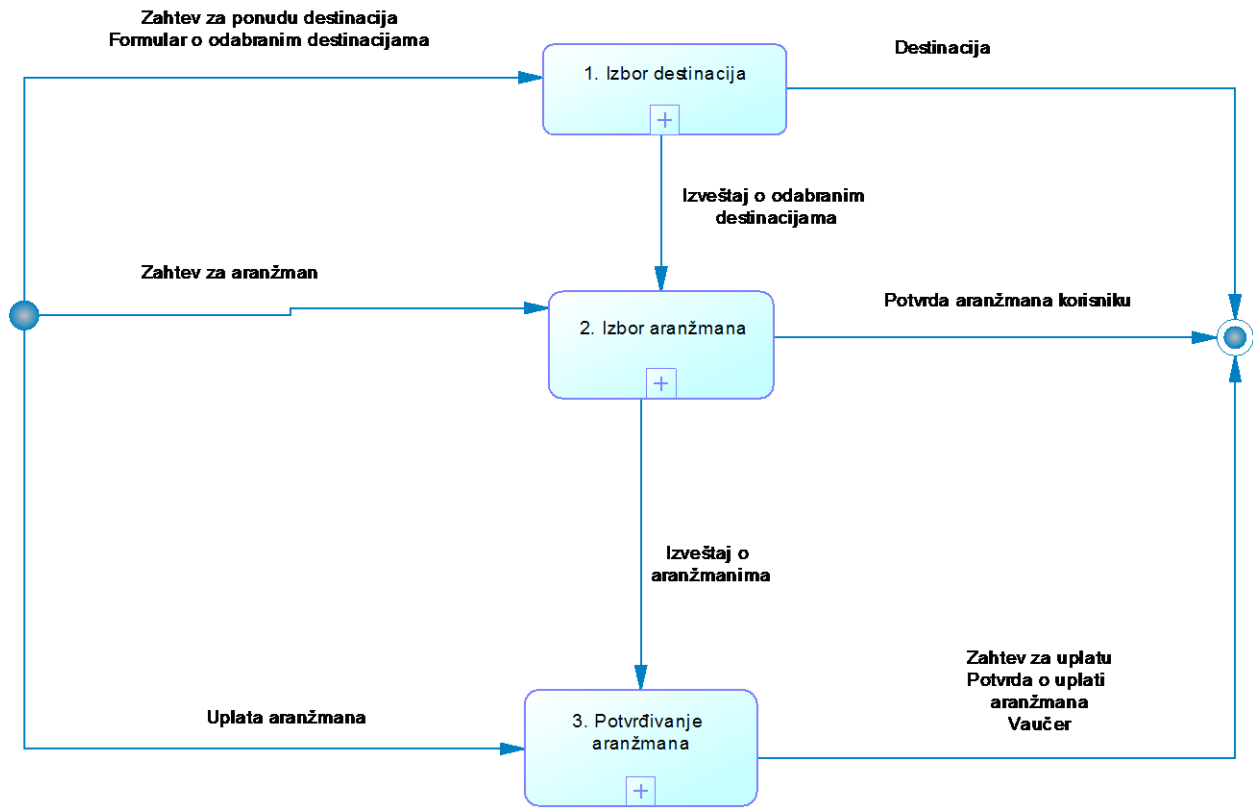 Zahtev za ponudu destinacija
Formular o odabranim destinacijama
1. Izbor destinacija
Destinacija
Izveštaj o odabranim
destinacijama
Zahtev za aranžman
2. Izbor aranžmana
Potvrda aranžmana korisniku
Izveštaj o
aranžmanima
Uplata aranžmana
3. Potvrđivanje
aranžmana
Zahtev za uplatu
Potvrda o uplati
aranžmana
Vaučer